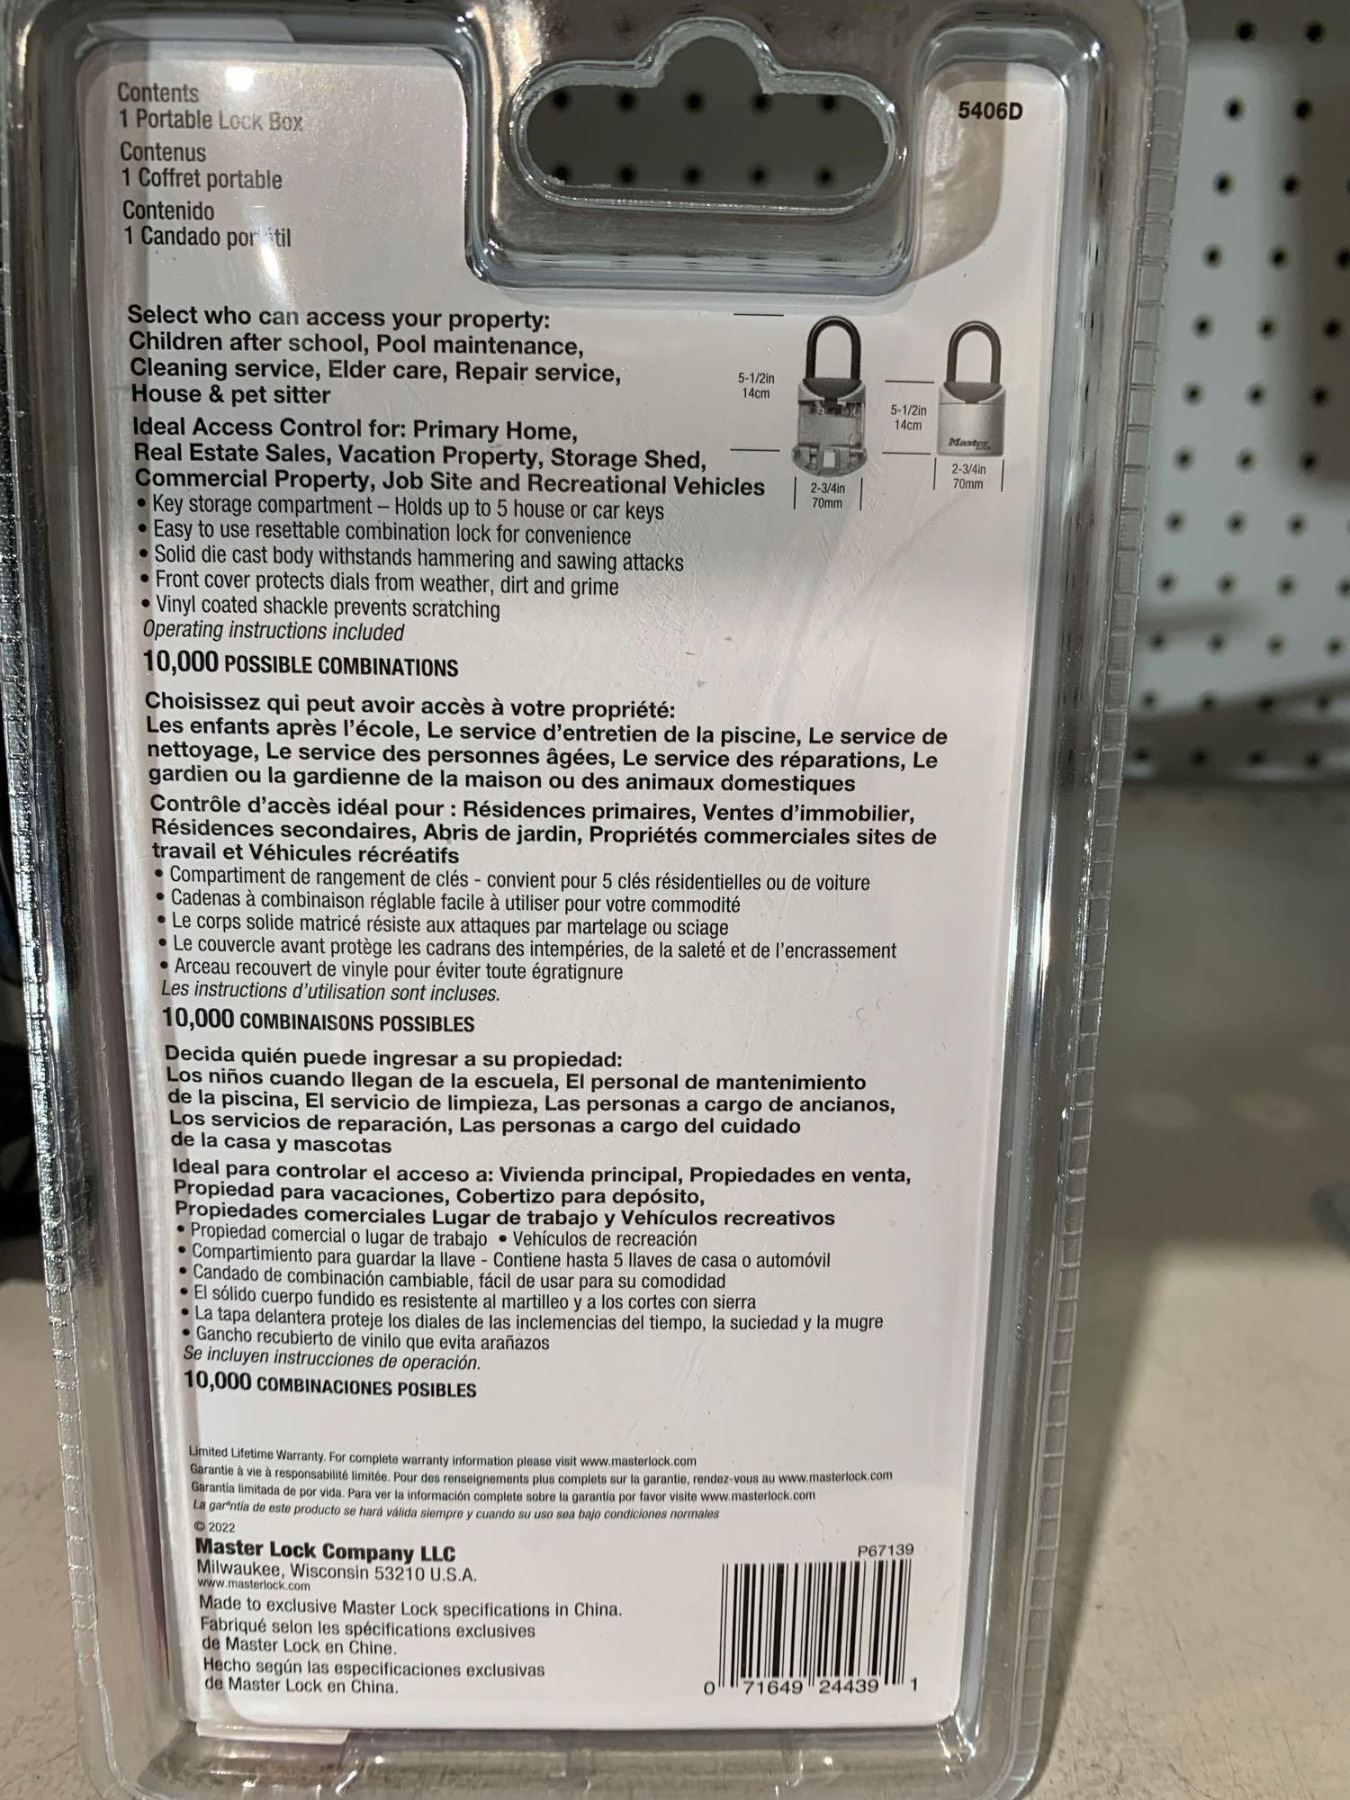 Contents
1 Portable Lock Box
Contenus
1 Coffret portable
Contenido
1 Candado portátil
5406D
Select who can access your property:
Children after school, Pool maintenance,
Cleaning service, Elder care, Repair service,
House & pet sitter
Ideal Access Control for: Primary Home,
Real Estate Sales, Vacation Property, Storage Shed,
Commercial Property, Job Site and Recreational Vehicles
• Key storage compartment – Holds up to 5 house or car keys
• Easy to use resettable combination lock for convenience
• Solid die cast body withstands hammering and sawing attacks
• Front cover protects dials from weather, dirt and grime
• Vinyl coated shackle prevents scratching
Operating instructions included
10,000 POSSIBLE COMBINATIONS
5-1/2in
14cm
2-3/4in
70mm
5-1/2in
14cm
Master
2-3/4in
70mm
Choisissez qui peut avoir accès à votre propriété:
Les enfants après l'école, Le service d'entretien de la piscine, Le service de
nettoyage, Le service des personnes âgées, Le service des réparations, Le
gardien ou la gardienne de la maison ou des animaux domestiques
Contrôle d'accès idéal pour : Résidences primaires, Ventes d'immobilier,
Résidences secondaires, Abris de jardin, Propriétés commerciales sites de
travail et Véhicules récréatifs
• Compartiment de rangement de clés - convient pour 5 clés résidentielles ou de voiture
• Cadenas à combinaison réglable facile à utiliser pour votre commodité
• Le corps solide matricé résiste aux attaques par martelage ou sciage
• Le couvercle avant protège les cadrans des intempéries, de la saleté et de l'encrassement
• Arceau recouvert de vinyle pour éviter toute égratignure
Les instructions d'utilisation sont incluses.
10,000 COMBINAISONS POSSIBLES
Decida quién puede ingresar a su propiedad:
Los niños cuando llegan de la escuela, El personal de mantenimiento
de la piscina, El servicio de limpieza, Las personas a cargo de ancianos,
Los servicios de reparación, Las personas a cargo del cuidado
de la casa y mascotas
Ideal para controlar el acceso a: Vivienda principal, Propiedades en venta,
Propiedad para vacaciones, Cobertizo para depósito,
Propiedades comerciales Lugar de trabajo y Vehículos recreativos
• Propiedad comercial o lugar de trabajo • Vehículos de recreación
• Compartimiento para guardar la llave - Contiene hasta 5 llaves de casa o automóvil
• Candado de combinación cambiable, fácil de usar para su comodidad
• El sólido cuerpo fundido es resistente al martilleo y a los cortes con sierra
• La tapa delantera proteje los diales de las inclemencias del tiempo, la suciedad y la mugre
• Gancho recubierto de vinilo que evita arañazos
Se incluyen instrucciones de operación.
10,000 COMBINACIONES POSIBLES
Limited Lifetime Warranty. For complete warranty information please visit www.masterlock.com
Garantie à vie à responsabilité limitée. Pour des renseignements plus complets sur la garantie, rendez-vous au www.masterlock.com
Garantía limitada de por vida. Para ver la información complete sobre la garantía por favor visite www.masterlock.com
La garantía de este producto se hará válida siempre y cuando su uso sea bajo condiciones normales
© 2022
Master Lock Company LLC
Milwaukee, Wisconsin 53210 U.S.A.
www.masterlock.com
Made to exclusive Master Lock specifications in China.
Fabriqué selon les spécifications exclusives
de Master Lock en Chine.
Hecho según las especificaciones exclusivas
de Master Lock en China.
P67139
0 71649 24439 1